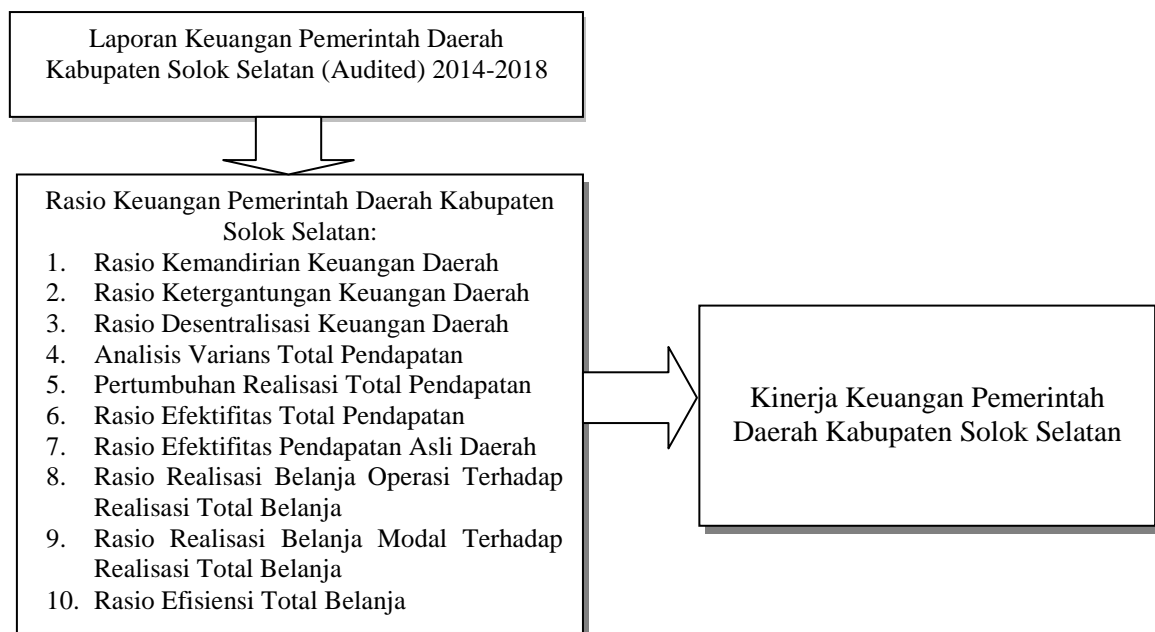 Laporan Keuangan Pemerintah Daerah
Kabupaten Solok Selatan (Audited) 2014-2018
Rasio Keuangan Pemerintah Daerah Kabupaten
Solok Selatan:
1. Rasio Kemandirian Keuangan Daerah
2. Rasio Ketergantungan Keuangan Daerah
3. Rasio Desentralisasi Keuangan Daerah
4. Analisis Varians Total Pendapatan
5. Pertumbuhan Realisasi Total Pendapatan
6. Rasio Efektifitas Total Pendapatan
7. Rasio Efektifitas Pendapatan Asli Daerah
8. Rasio Realisasi Belanja Operasi Terhadap
Realisasi Total Belanja
9. Rasio Realisasi Belanja Modal Terhadap
Realisasi Total Belanja
10. Rasio Efisiensi Total Belanja
Kinerja Keuangan Pemerintah
Daerah Kabupaten Solok Selatan